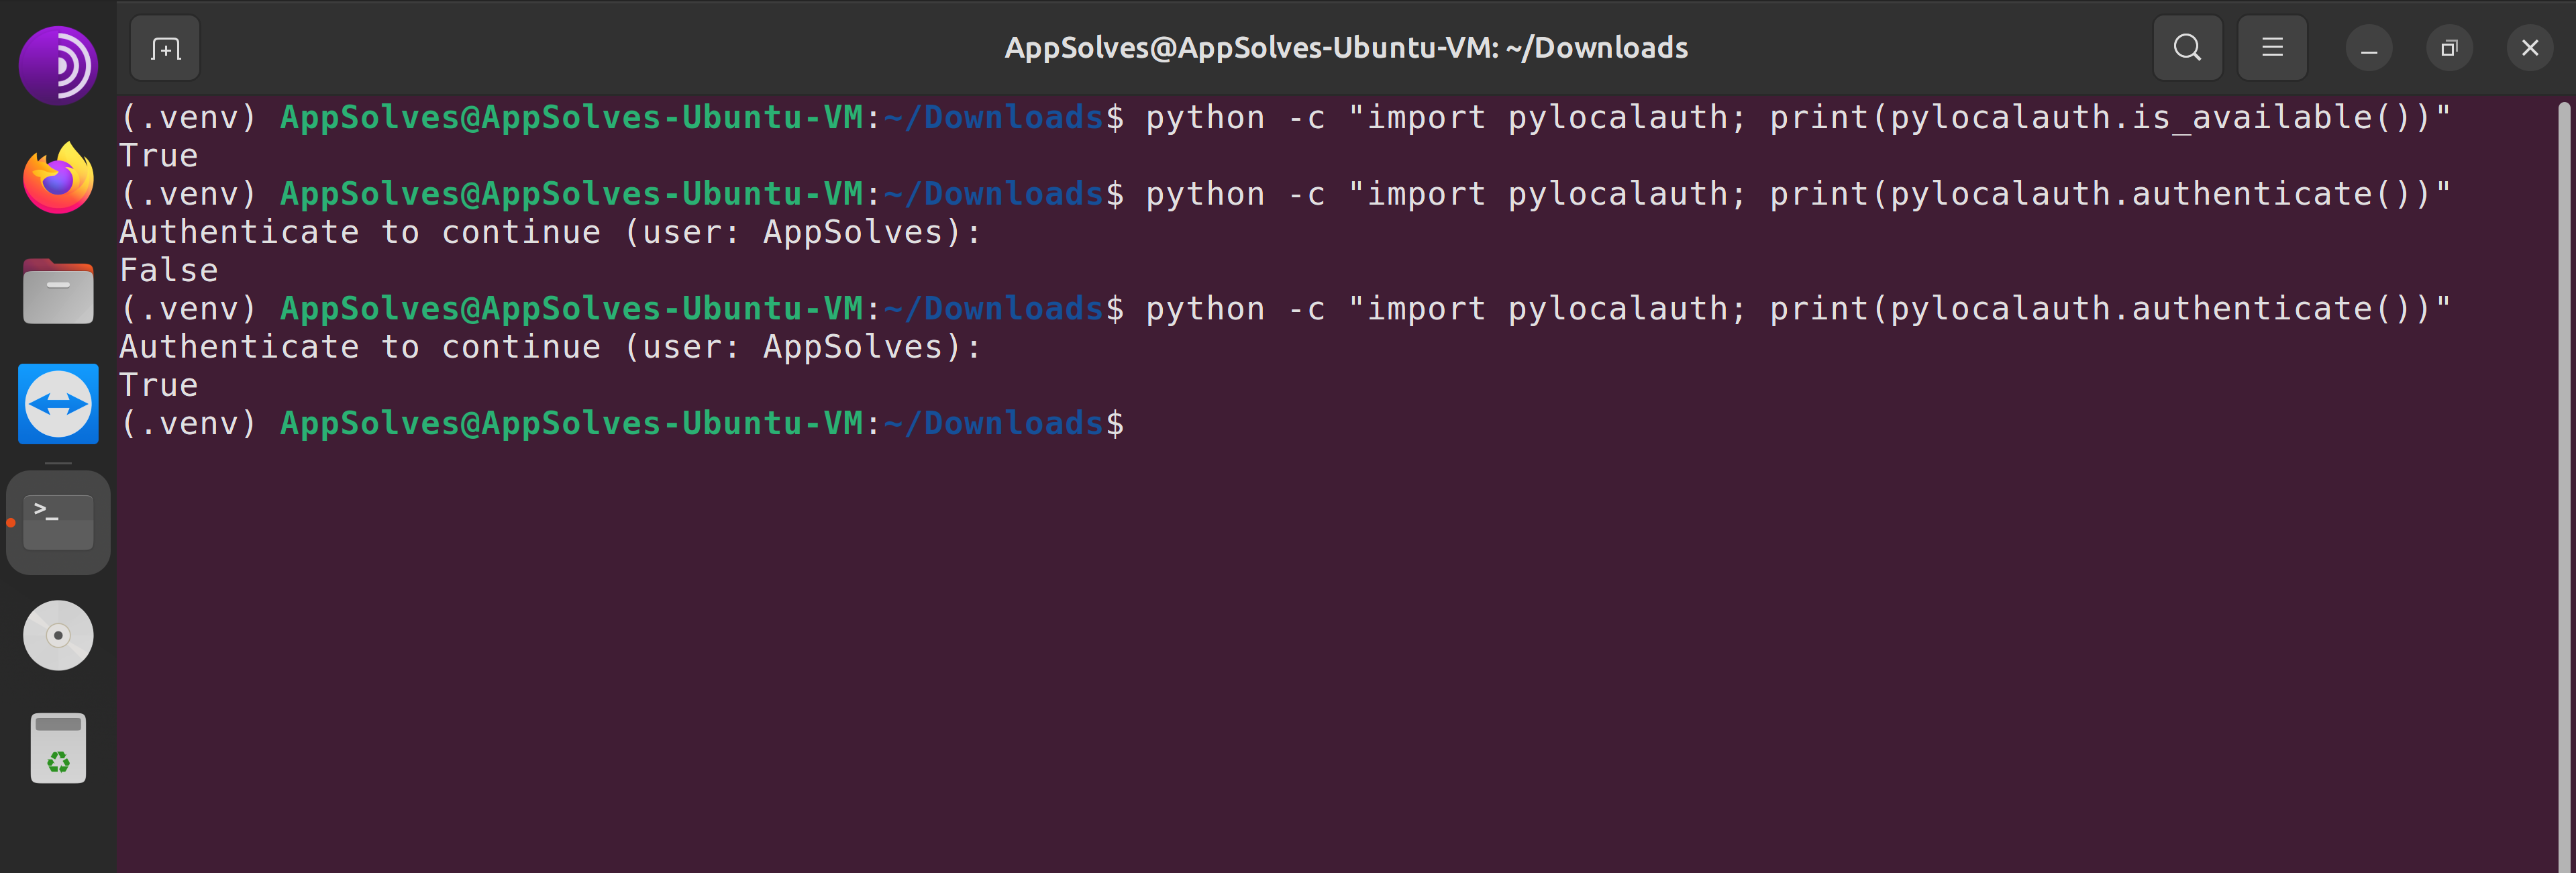 AppSolves@AppSolves-Ubuntu-VM: ~/Downloads
(.venv) AppSolves@AppSolves-Ubuntu-VM:~/Downloads$ python -c "import pylocalauth; print(pylocalauth.is_available())"
True
(.venv) AppSolves@AppSolves-Ubuntu-VM:~/Downloads$ python -c "import pylocalauth; print(pylocalauth.authenticate())"
Authenticate to continue (user: AppSolves):
False
(.venv) AppSolves@AppSolves-Ubuntu-VM:~/Downloads$ python -c "import pylocalauth; print(pylocalauth.authenticate())"
Authenticate to continue (user: AppSolves):
True
(.venv) AppSolves@AppSolves-Ubuntu-VM:~/Downloads$